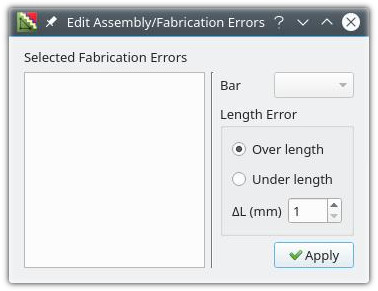 Edit Assembly/Fabrication Errors ?
Selected Fabrication Errors
Bar
Length Error
Over length
Under length
ΔL (mm) 1
Apply